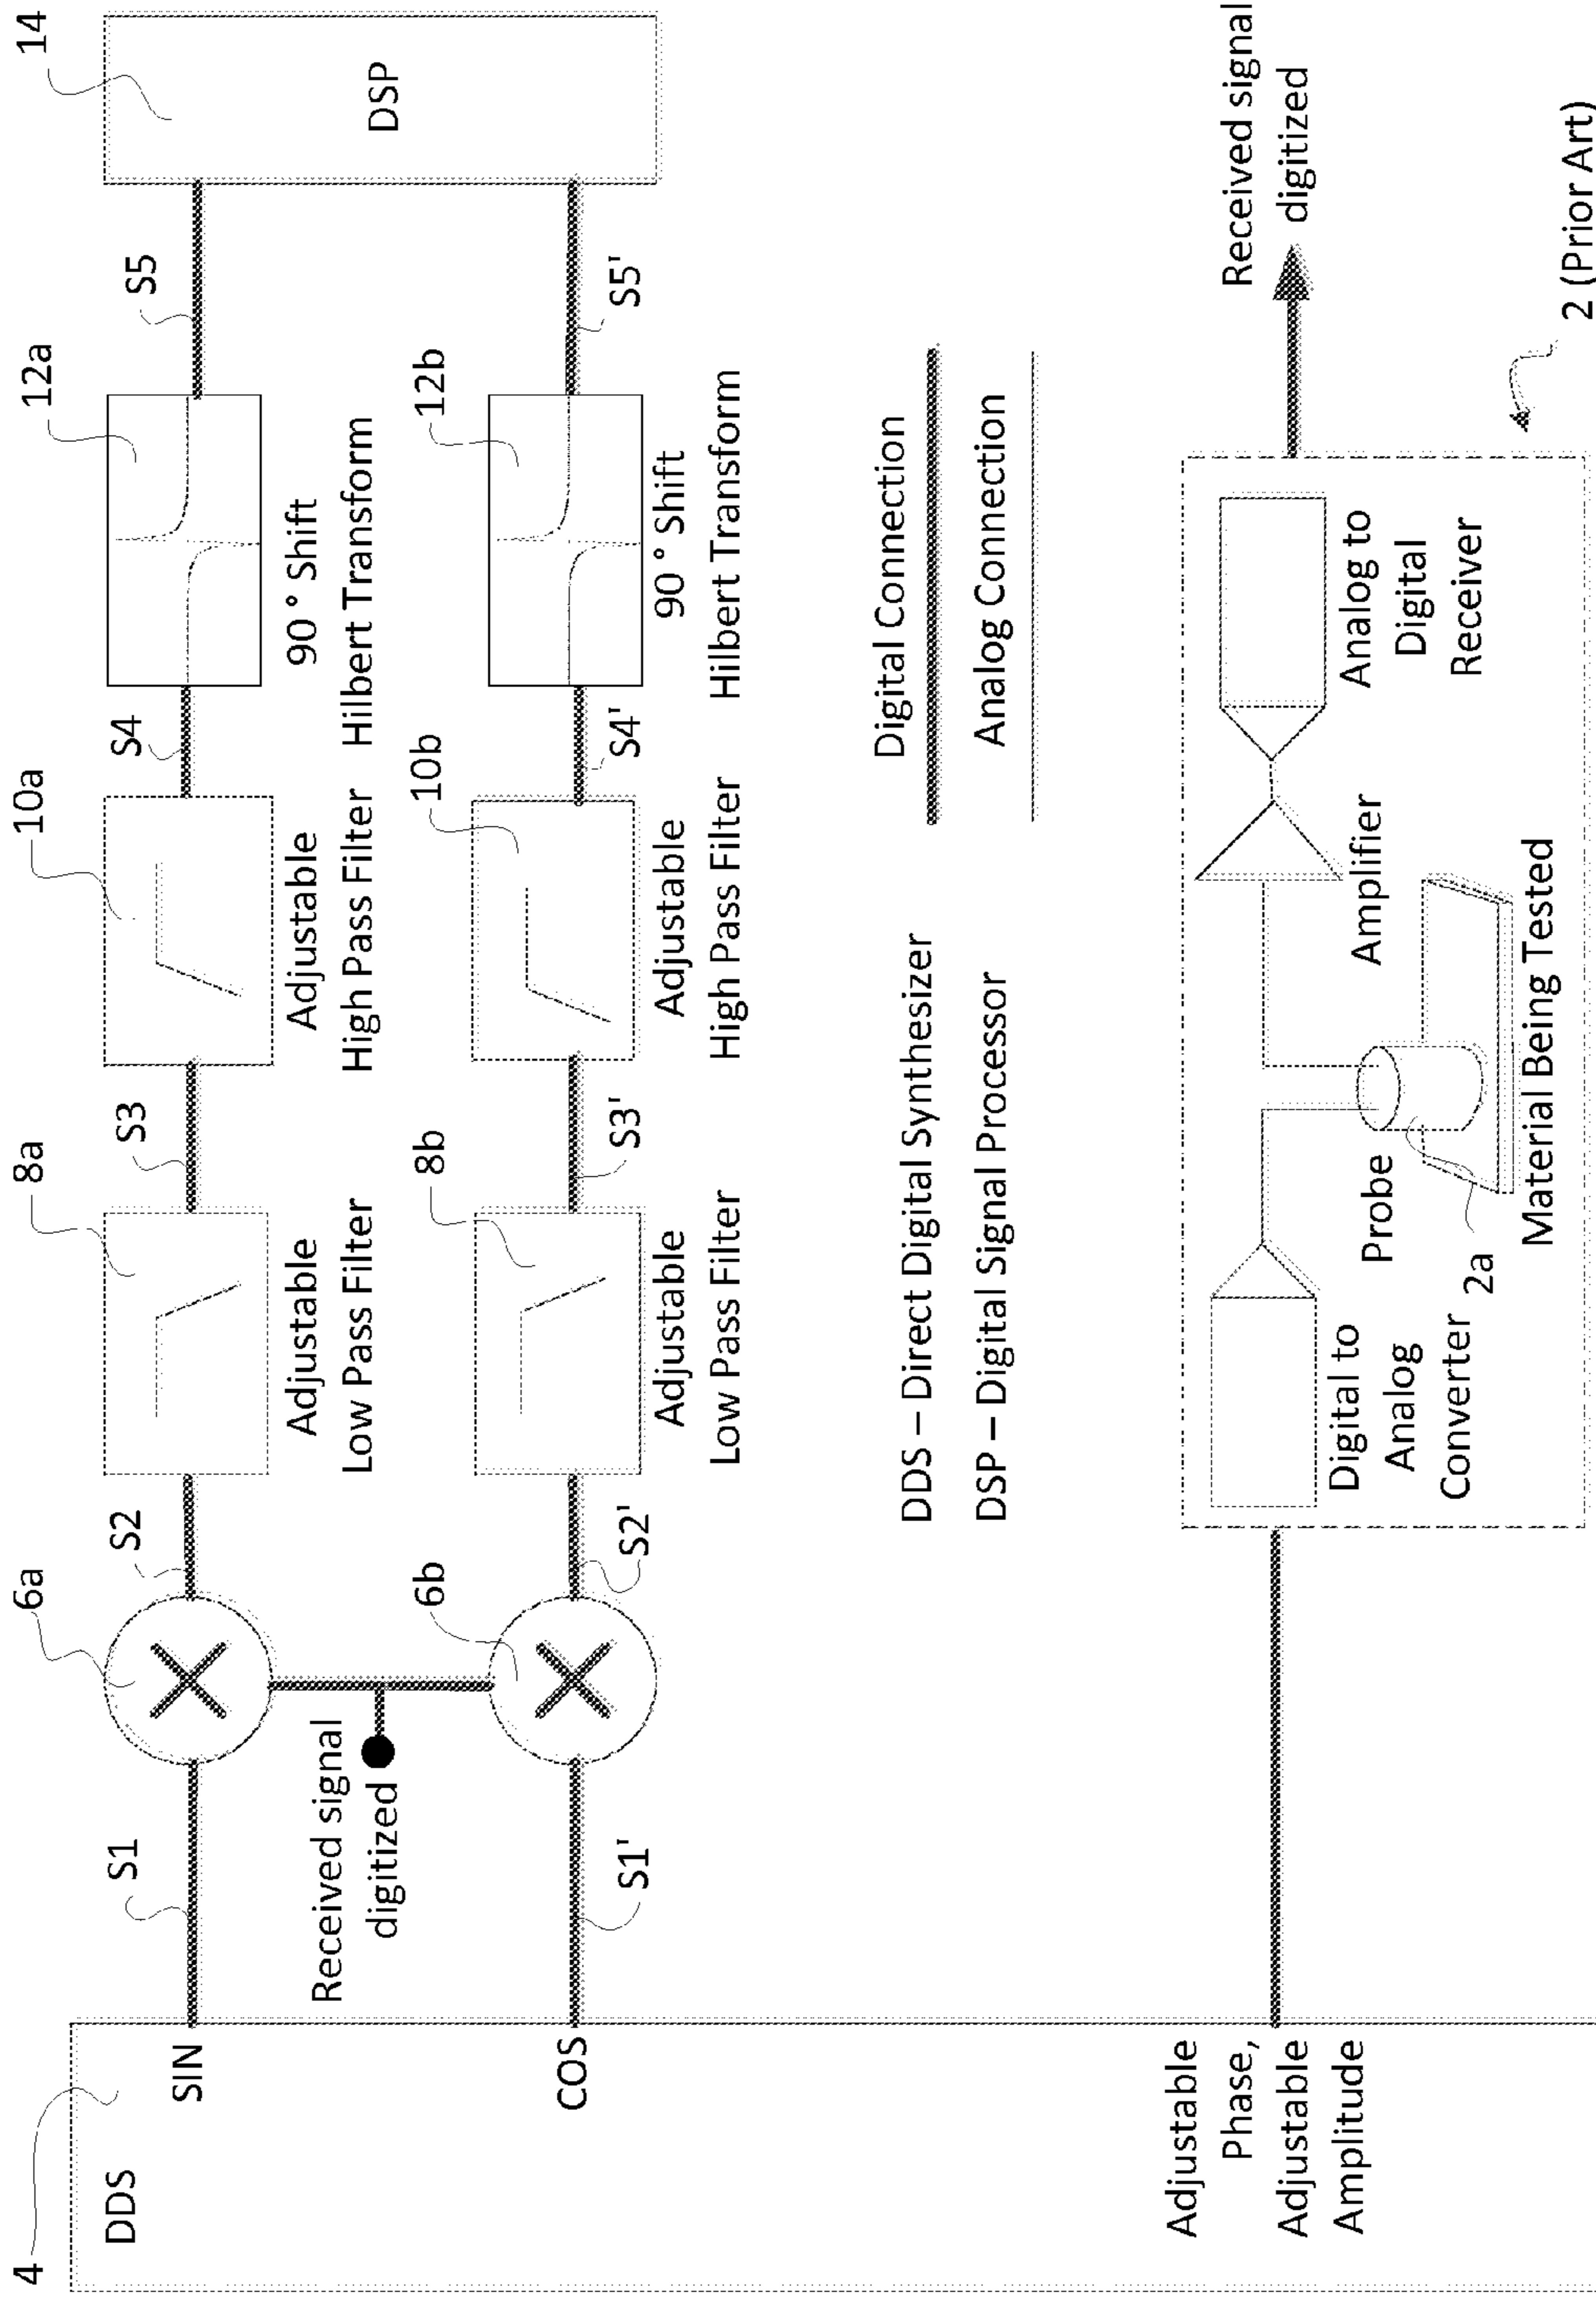 4
DDS
SIN
COS
Adjustable
Phase,
Adjustable
Amplitude
S1
S1'
Received signal
digitized
6a
6b
S2
S2'
8a
Adjustable
Low Pass Filter
8b
Adjustable
Low Pass Filter
S3
S3'
10a
Adjustable
High Pass Filter
10b
Adjustable
High Pass Filter
S4
S4'
12a
90 ° Shift
Hilbert Transform
12b
90 ° Shift
Hilbert Transform
S5
S5'
14
DSP
DDS – Direct Digital Synthesizer
DSP – Digital Signal Processor
Digital Connection
Analog Connection
Digital to
Analog
Converter
Probe
2a
Material Being Tested
Amplifier
Analog to
Digital
Receiver
Received signal
digitized
2 (Prior Art)